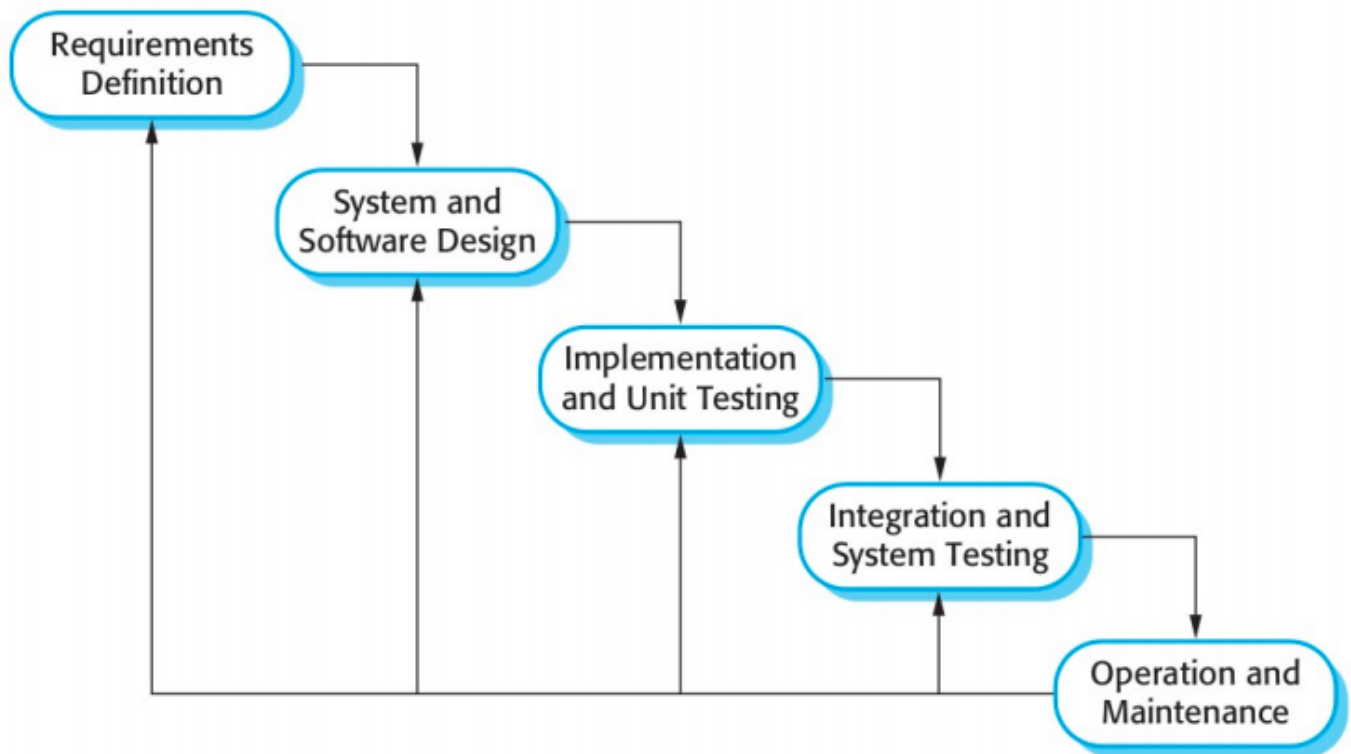 Requirements
Definition
System and
Software Design
Implementation
and Unit Testing
Integration and
System Testing
Operation and
Maintenance